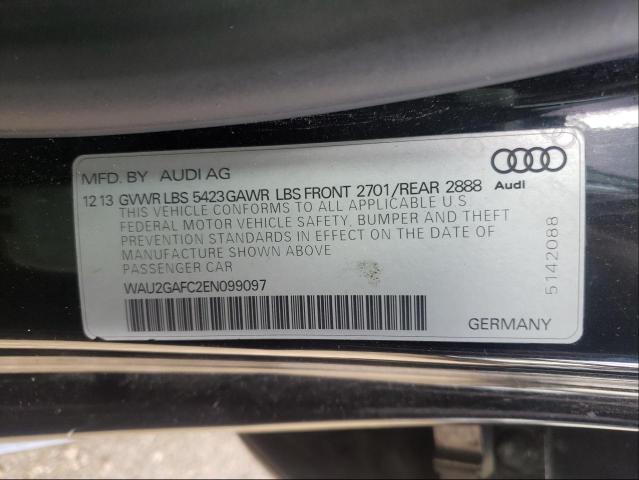 MFD. BY AUDI AG
12 13 GVWR LBS 5423 GAWR LBS FRONT 2701/REAR 2888
THIS VEHICLE CONFORMS TO ALL APPLICABLE U S
FEDERAL MOTOR VEHICLE SAFETY, BUMPER AND THEFT
PREVENTION STANDARDS IN EFFECT ON THE DATE OF
MANUFACTURE SHOWN ABOVE
PASSENGER CAR
WAU2GAFC2EN099097
Audi
5142088
GERMANY